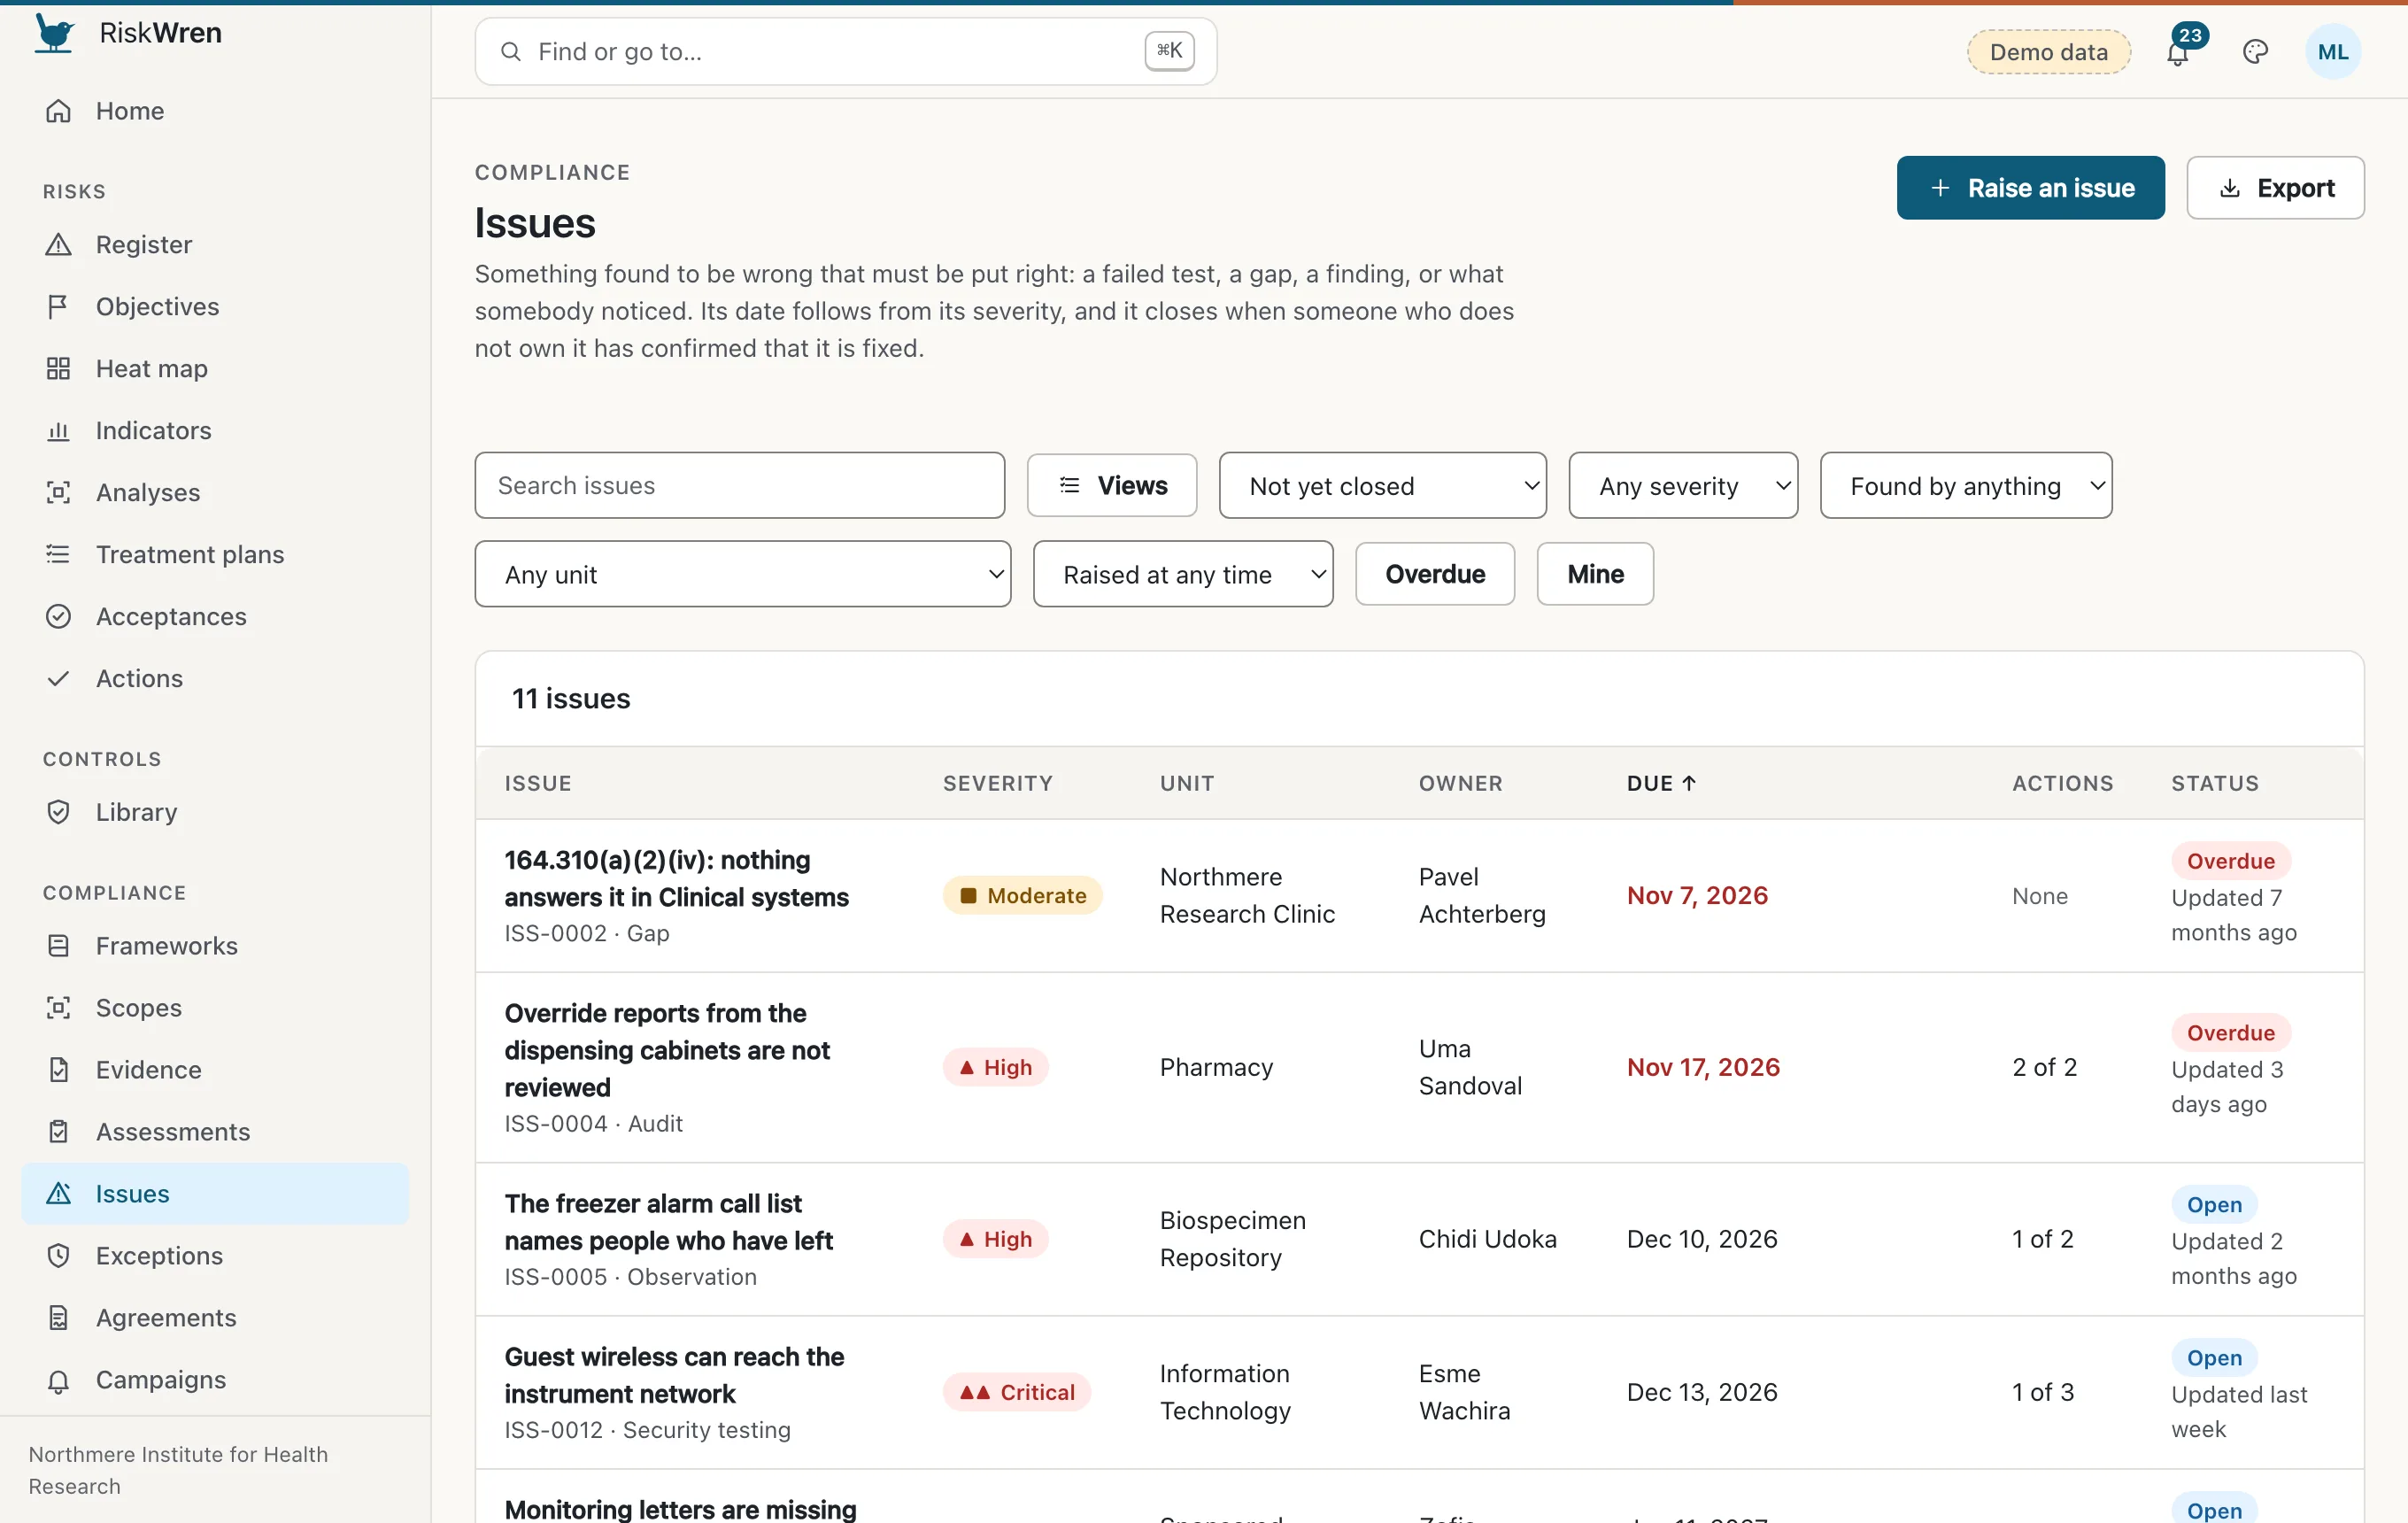 RiskWren
Home
RISKS
Register
Objectives
Heat map
Indicators
Analyses
Treatment plans
Acceptances
Actions
CONTROLS
Library
COMPLIANCE
Frameworks
Scopes
Evidence
Assessments
Issues
Exceptions
Agreements
Campaigns
Northmere Institute for Health
Research
Find or go to...
⌘K
Demo data
23
ML
COMPLIANCE
Issues
Something found to be wrong that must be put right: a failed test, a gap, a finding, or what
somebody noticed. Its date follows from its severity, and it closes when someone who does
not own it has confirmed that it is fixed.
+ Raise an issue
Export
Search issues
Views
Not yet closed
Any severity
Found by anything
Any unit
Raised at any time
Overdue
Mine
11 issues
ISSUE SEVERITY UNIT OWNER DUE ↑ ACTIONS STATUS
164.310(a)(2)(iv): nothing
answers it in Clinical systems
ISS-0002 · Gap
Moderate
Northmere
Research Clinic
Pavel
Achterberg
Nov 7, 2026
None
Overdue
Updated 7
months ago
Override reports from the
dispensing cabinets are not
reviewed
ISS-0004 · Audit
High
Pharmacy
Uma
Sandoval
Nov 17, 2026
2 of 2
Overdue
Updated 3
days ago
The freezer alarm call list
names people who have left
ISS-0005 · Observation
High
Biospecimen
Repository
Chidi Udoka
Dec 10, 2026
1 of 2
Open
Updated 2
months ago
Guest wireless can reach the
instrument network
ISS-0012 · Security testing
Critical
Information
Technology
Esme
Wachira
Dec 13, 2026
1 of 3
Open
Updated last
week
Monitoring letters are missing
Open